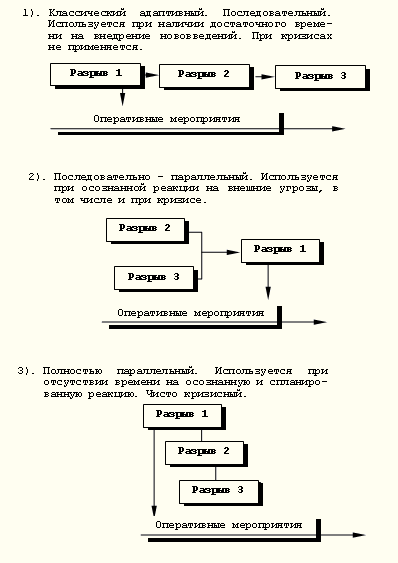 1). Классический адаптивный. Последовательный.
Используется при наличии достаточного време-
ни на внедрение нововведений. При кризисах
не применяется.
Разрыв 1
Разрыв 2
Разрыв 3
Оперативные мероприятия
2). Последовательно - параллельный. Используется
при осознанной реакции на внешние угрозы, в
том числе и при кризисе.
Разрыв 2
Разрыв 1
Разрыв 3
Оперативные мероприятия
3). Полностью параллельный. Используется при
отсутствии времени на осознанную и спланиро-
ванную реакцию. Чисто кризисный.
Разрыв 1
Разрыв 2
Разрыв 3
Оперативные мероприятия